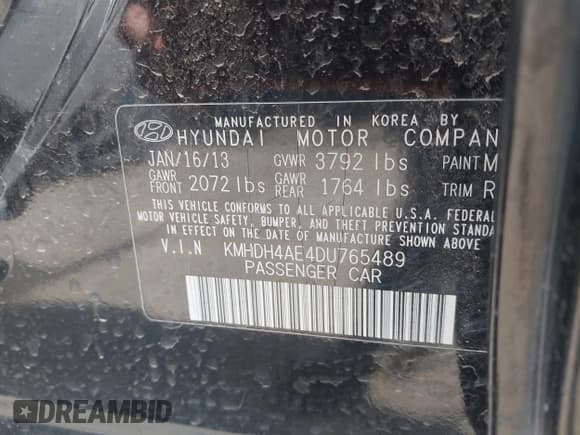 MANUFACTURED IN KOREA BY
HYUNDAI MOTOR COMPAN
JAN/16/13 GVWR 3792 lbs PAINT M
GAWR FRONT 2072 lbs GAWR REAR 1764 lbs TRIM R
THIS VEHICLE CONFORMS TO ALL APPLICABLE U.S.A. FEDERAL
MOTOR VEHICLE SAFETY, BUMPER, AND THEFT PREVENTION STANDA
IN EFFECT ON THE DATE OF MANUFACTURE SHOWN ABOVE
V.I.N KMHDH4AE4DU765489
PASSENGER CAR
DREAMBID